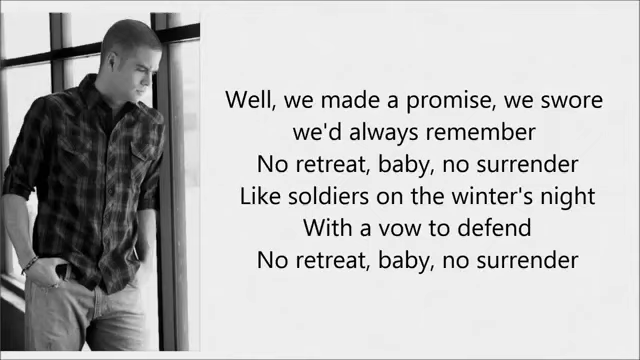 Well, we made a promise, we swore
we'd always remember
No retreat, baby, no surrender
Like soldiers on the winter's night
With a vow to defend
No retreat, baby, no surrender